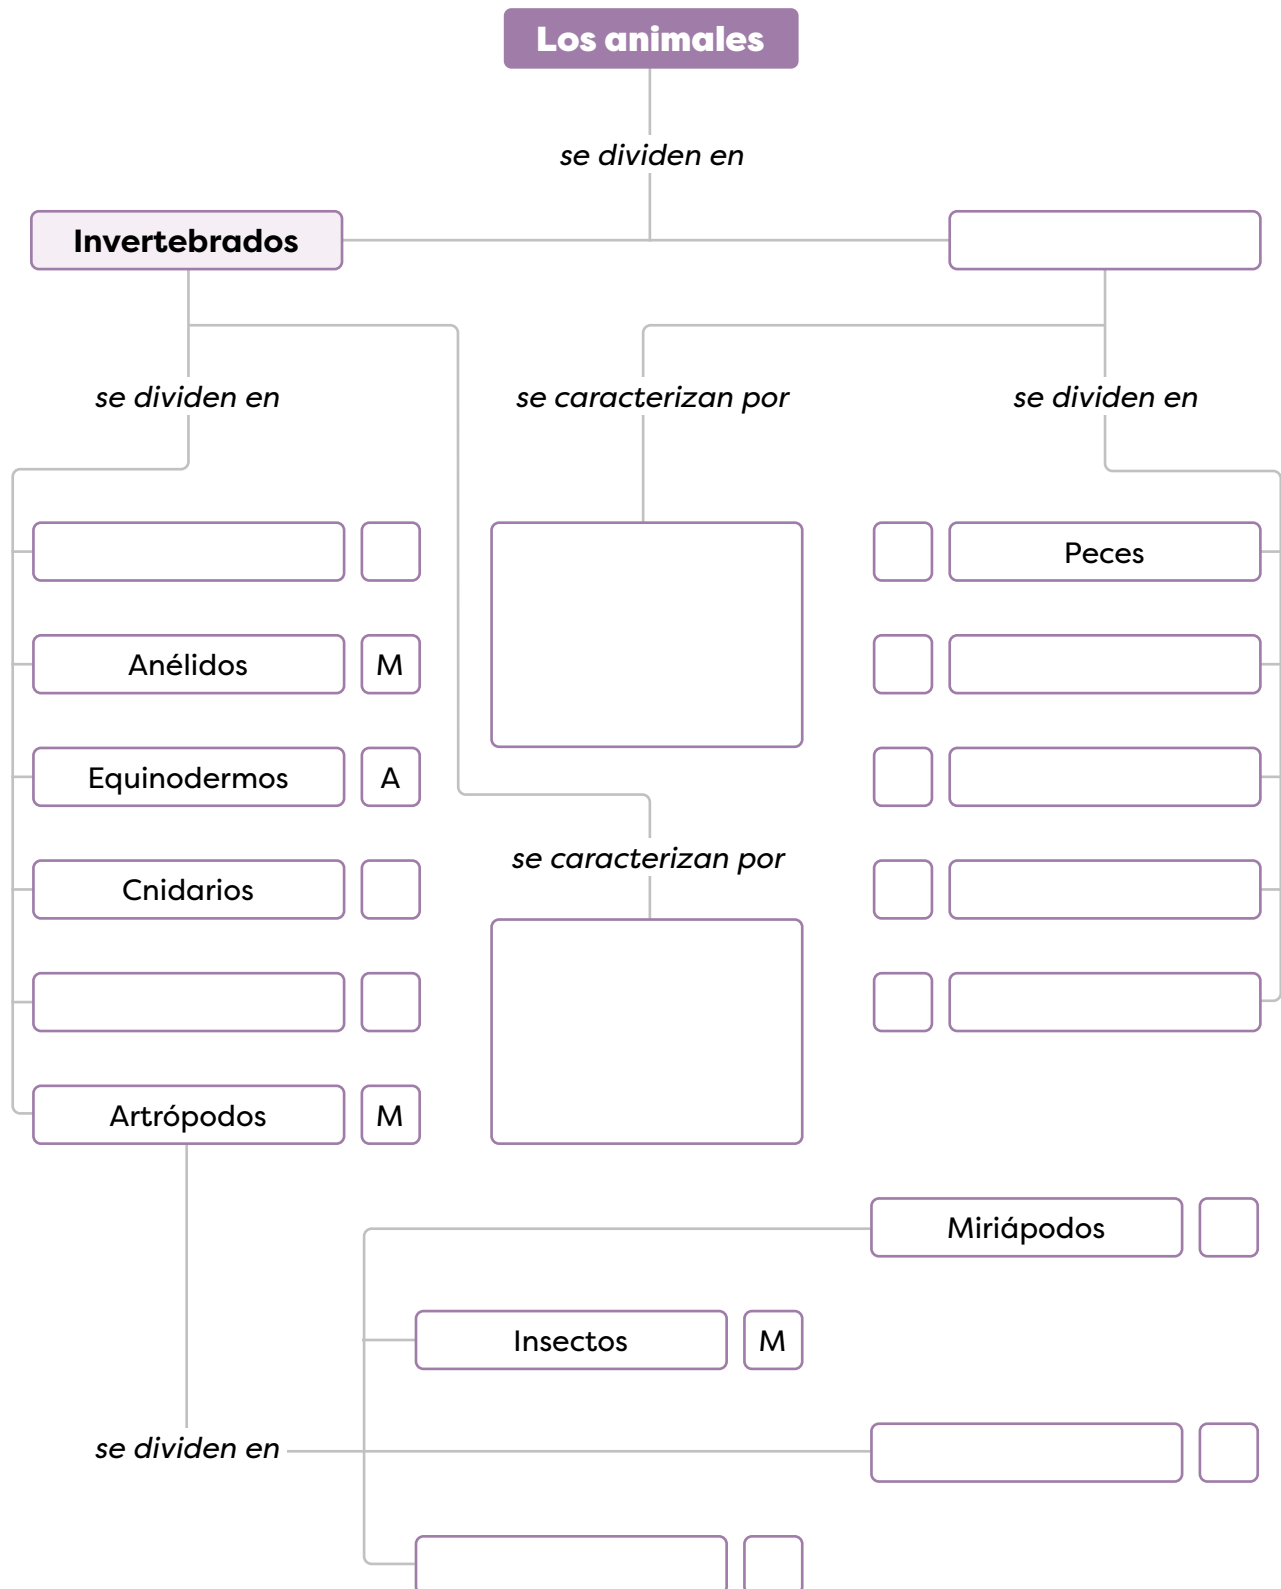 Los animales
se dividen en
Invertebrados
se dividen en
se caracterizan por
se dividen en
Peces
Anélidos
M
Equinodermos
A
Cnidarios
se caracterizan por
Artrópodos
M
Miriápodos
Insectos
M
se dividen en